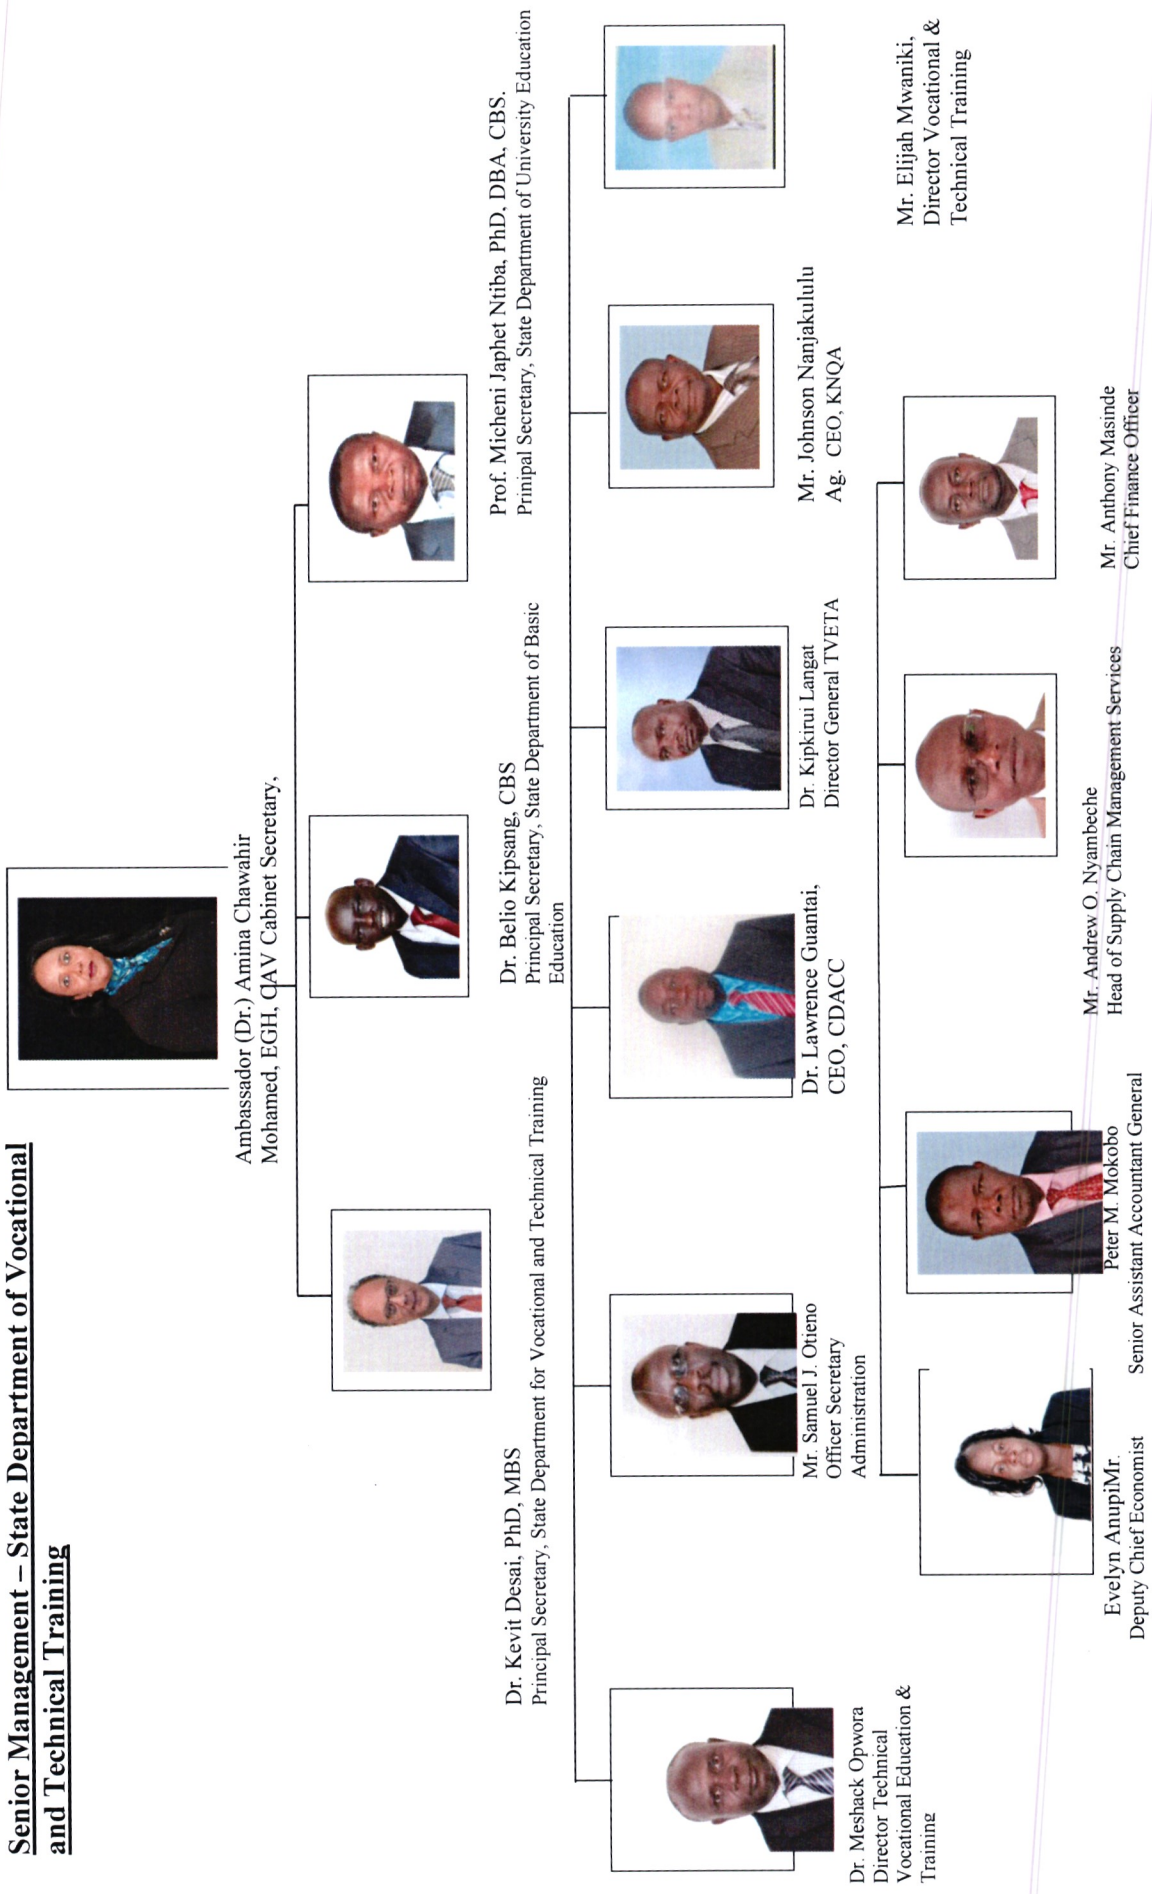 Senior Management – State Department of Vocational
and Technical Training
Ambassador (Dr.) Amina Chawahir
Mohamed, EGH, CAV Cabinet Secretary,
Dr. Kevit Desai, PhD, MBS
Principal Secretary, State Department for Vocational and Technical Training
Dr. Belio Kipsang, CBS
Principal Secretary, State Department of Basic
Education
Prof. Micheni Japhet Ntiba, PhD, DBA, CBS.
Prinipal Secretary, State Department of University Education
Dr. Meshack Opwora
Director Technical
Vocational Education &
Training
Mr. Samuel J. Otieno
Officer Secretary
Administration
Dr. Lawrence Guantai,
CEO, CDACC
Dr. Kipkirui Langat
Director General TVETA
Mr. Johnson Nanjakululu
Ag. CEO, KNQA
Mr. Elijah Mwaniki,
Director Vocational &
Technical Training
Evelyn AnupiMr.
Deputy Chief Economist
Peter M. Mokobo
Senior Assistant Accountant General
Mr. Andrew O. Nyambeche
Head of Supply Chain Management Services
Mr. Anthony Masinde
Chief Finance Officer